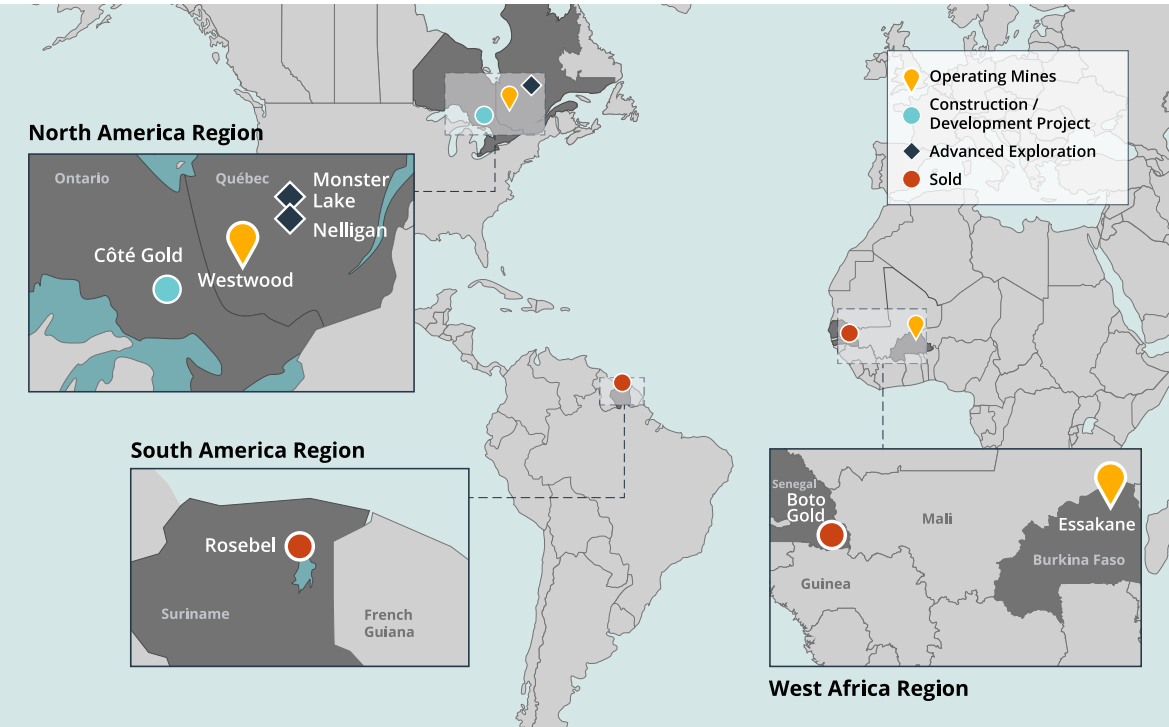 Operating Mines
Construction /
Development Project
Advanced Exploration
Sold
North America Region
Ontario
Québec
Monster
Lake
Nelligan
Côté Gold
Westwood
South America Region
Rosebel
Suriname
French
Guiana
Senegal
Boto
Gold
Mali
Essakane
Burkina Faso
Guinea
West Africa Region